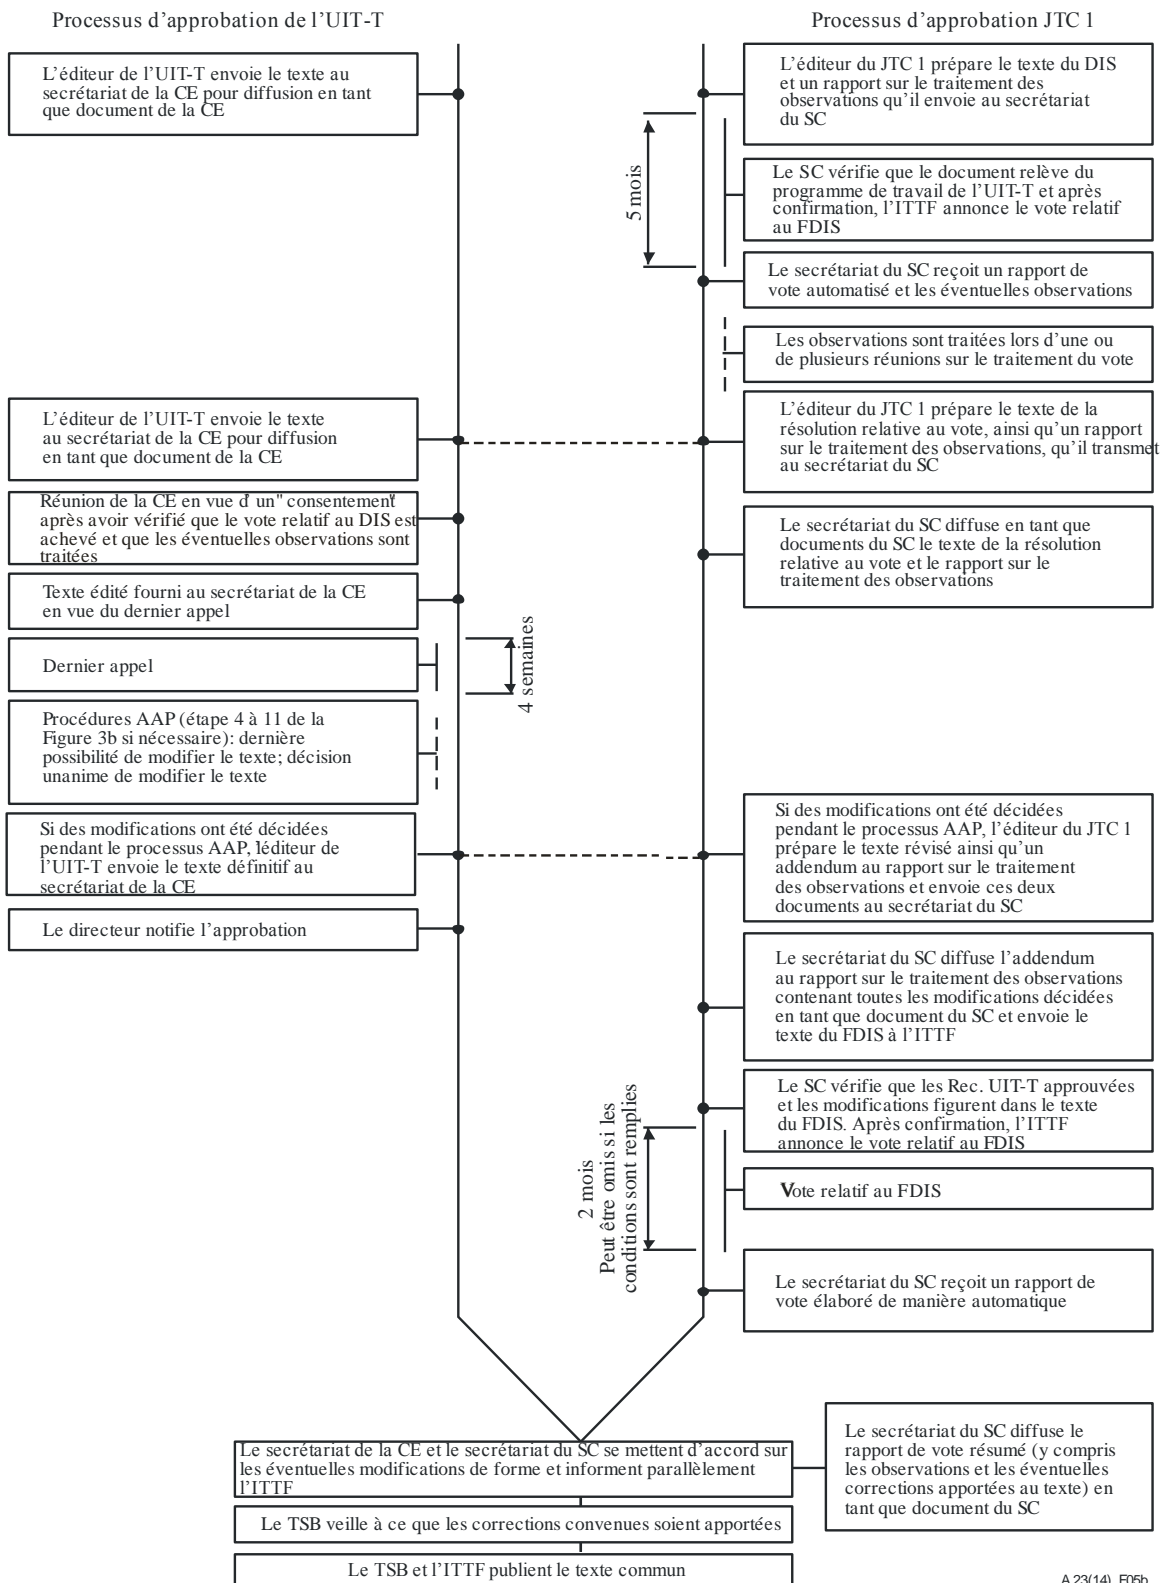 Processus d'approbation de l'UIT-T
Processus d'approbation JTC 1
L'éditeur de l'UIT-T envoie le texte au
secrétariat de la CE pour diffusion en tant
que document de la CE
L'éditeur du JTC 1 prépare le texte du DIS
et un rapport sur le traitement des
observations qu'il envoie au secrétariat
du SC
5 mois
Le SC vérifie que le document relève du
programme de travail de l'UIT-T et après
confirmation, l'ITTF annonce le vote relatif
au FDIS
Le secrétariat du SC reçoit un rapport de
vote automatisé et les éventuelles observations
Les observations sont traitées lors d'une ou
de plusieurs réunions sur le traitement du vote
L'éditeur de l'UIT-T envoie le texte
au secrétariat de la CE pour diffusion
en tant que document de la CE
L'éditeur du JTC 1 prépare le texte de la
résolution relative au vote, ainsi qu'un rapport
sur le traitement des observations, qu'il transmet
au secrétariat du SC
Réunion de la CE en vue d'un "consentement"
après avoir vérifié que le vote relatif au DIS est
achevé et que les éventuelles observations sont
traitées
Le secrétariat du SC diffuse en tant que
documents du SC le texte de la résolution
relative au vote et le rapport sur le
traitement des observations
Texte édité fourni au secrétariat de la CE
en vue du dernier appel
Dernier appel
4 semaines
Procédures AAP (étape 4 à 11 de la
Figure 3b si nécessaire): dernière
possibilité de modifier le texte; décision
unanime de modifier le texte
Si des modifications ont été décidées
pendant le processus AAP, léditeur de
l'UIT-T envoie le texte définitif au
secrétariat de la CE
Si des modifications ont été décidées
pendant le processus AAP, l'éditeur du JTC 1
prépare le texte révisé ainsi qu'un
addendum au rapport sur le traitement
des observations et envoie ces deux
documents au secrétariat du SC
Le directeur notifie l'approbation
Le secrétariat du SC diffuse l'addendum
au rapport sur le traitement des observations
contenant toutes les modifications décidées
en tant que document du SC et envoie le
texte du FDIS à l'ITTF
Le SC vérifie que les Rec. UIT-T approuvées
et les modifications figurent dans le texte
du FDIS. Après confirmation, l'ITTF
annonce le vote relatif au FDIS
2 mois
Peut être omis si les
conditions sont remplies
Vote relatif au FDIS
Le secrétariat du SC reçoit un rapport de
vote élaboré de manière automatique
Le secrétariat de la CE et le secrétariat du SC se mettent d'accord sur
les éventuelles modifications de forme et informent parallèlement
l'ITTF
Le secrétariat du SC diffuse le
rapport de vote résumé (y compris
les observations et les éventuelles
corrections apportées au texte) en
tant que document du SC
Le TSB veille à ce que les corrections convenues soient apportées
Le TSB et l'ITTF publient le texte commun
A.23(14)_F05b